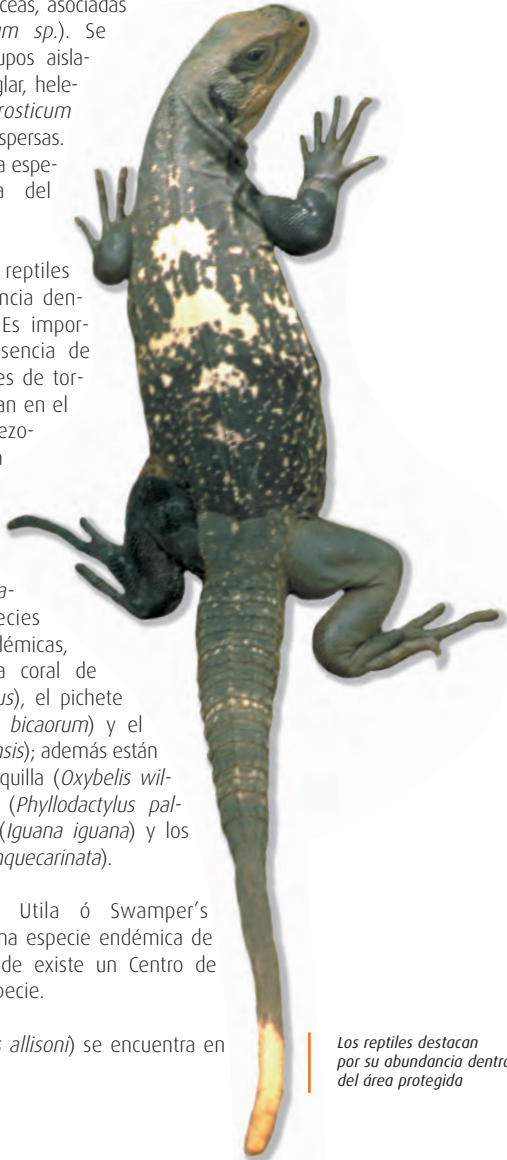 ceas, asociadas
um sp.). Se
upos aisla-
glar, hele-
rosticum
spersas.
a espe-
a del
reptiles
ncia den-
Es impor-
sencia de
es de tor-
an en el
ezo-
a-
ecies
lémicas,
a coral de
us), el pichete
bicaorum) y el
nsis); además están
quilla (Oxybelis wil-
(Phyllodactylus pal-
(Iguana iguana) y los
nquecarinata).
Utila ó Swamper's
na especie endémica de
de existe un Centro de
pecie.
s allisoni) se encuentra en
Los reptiles destacan
por su abundancia dentro
del área protegida